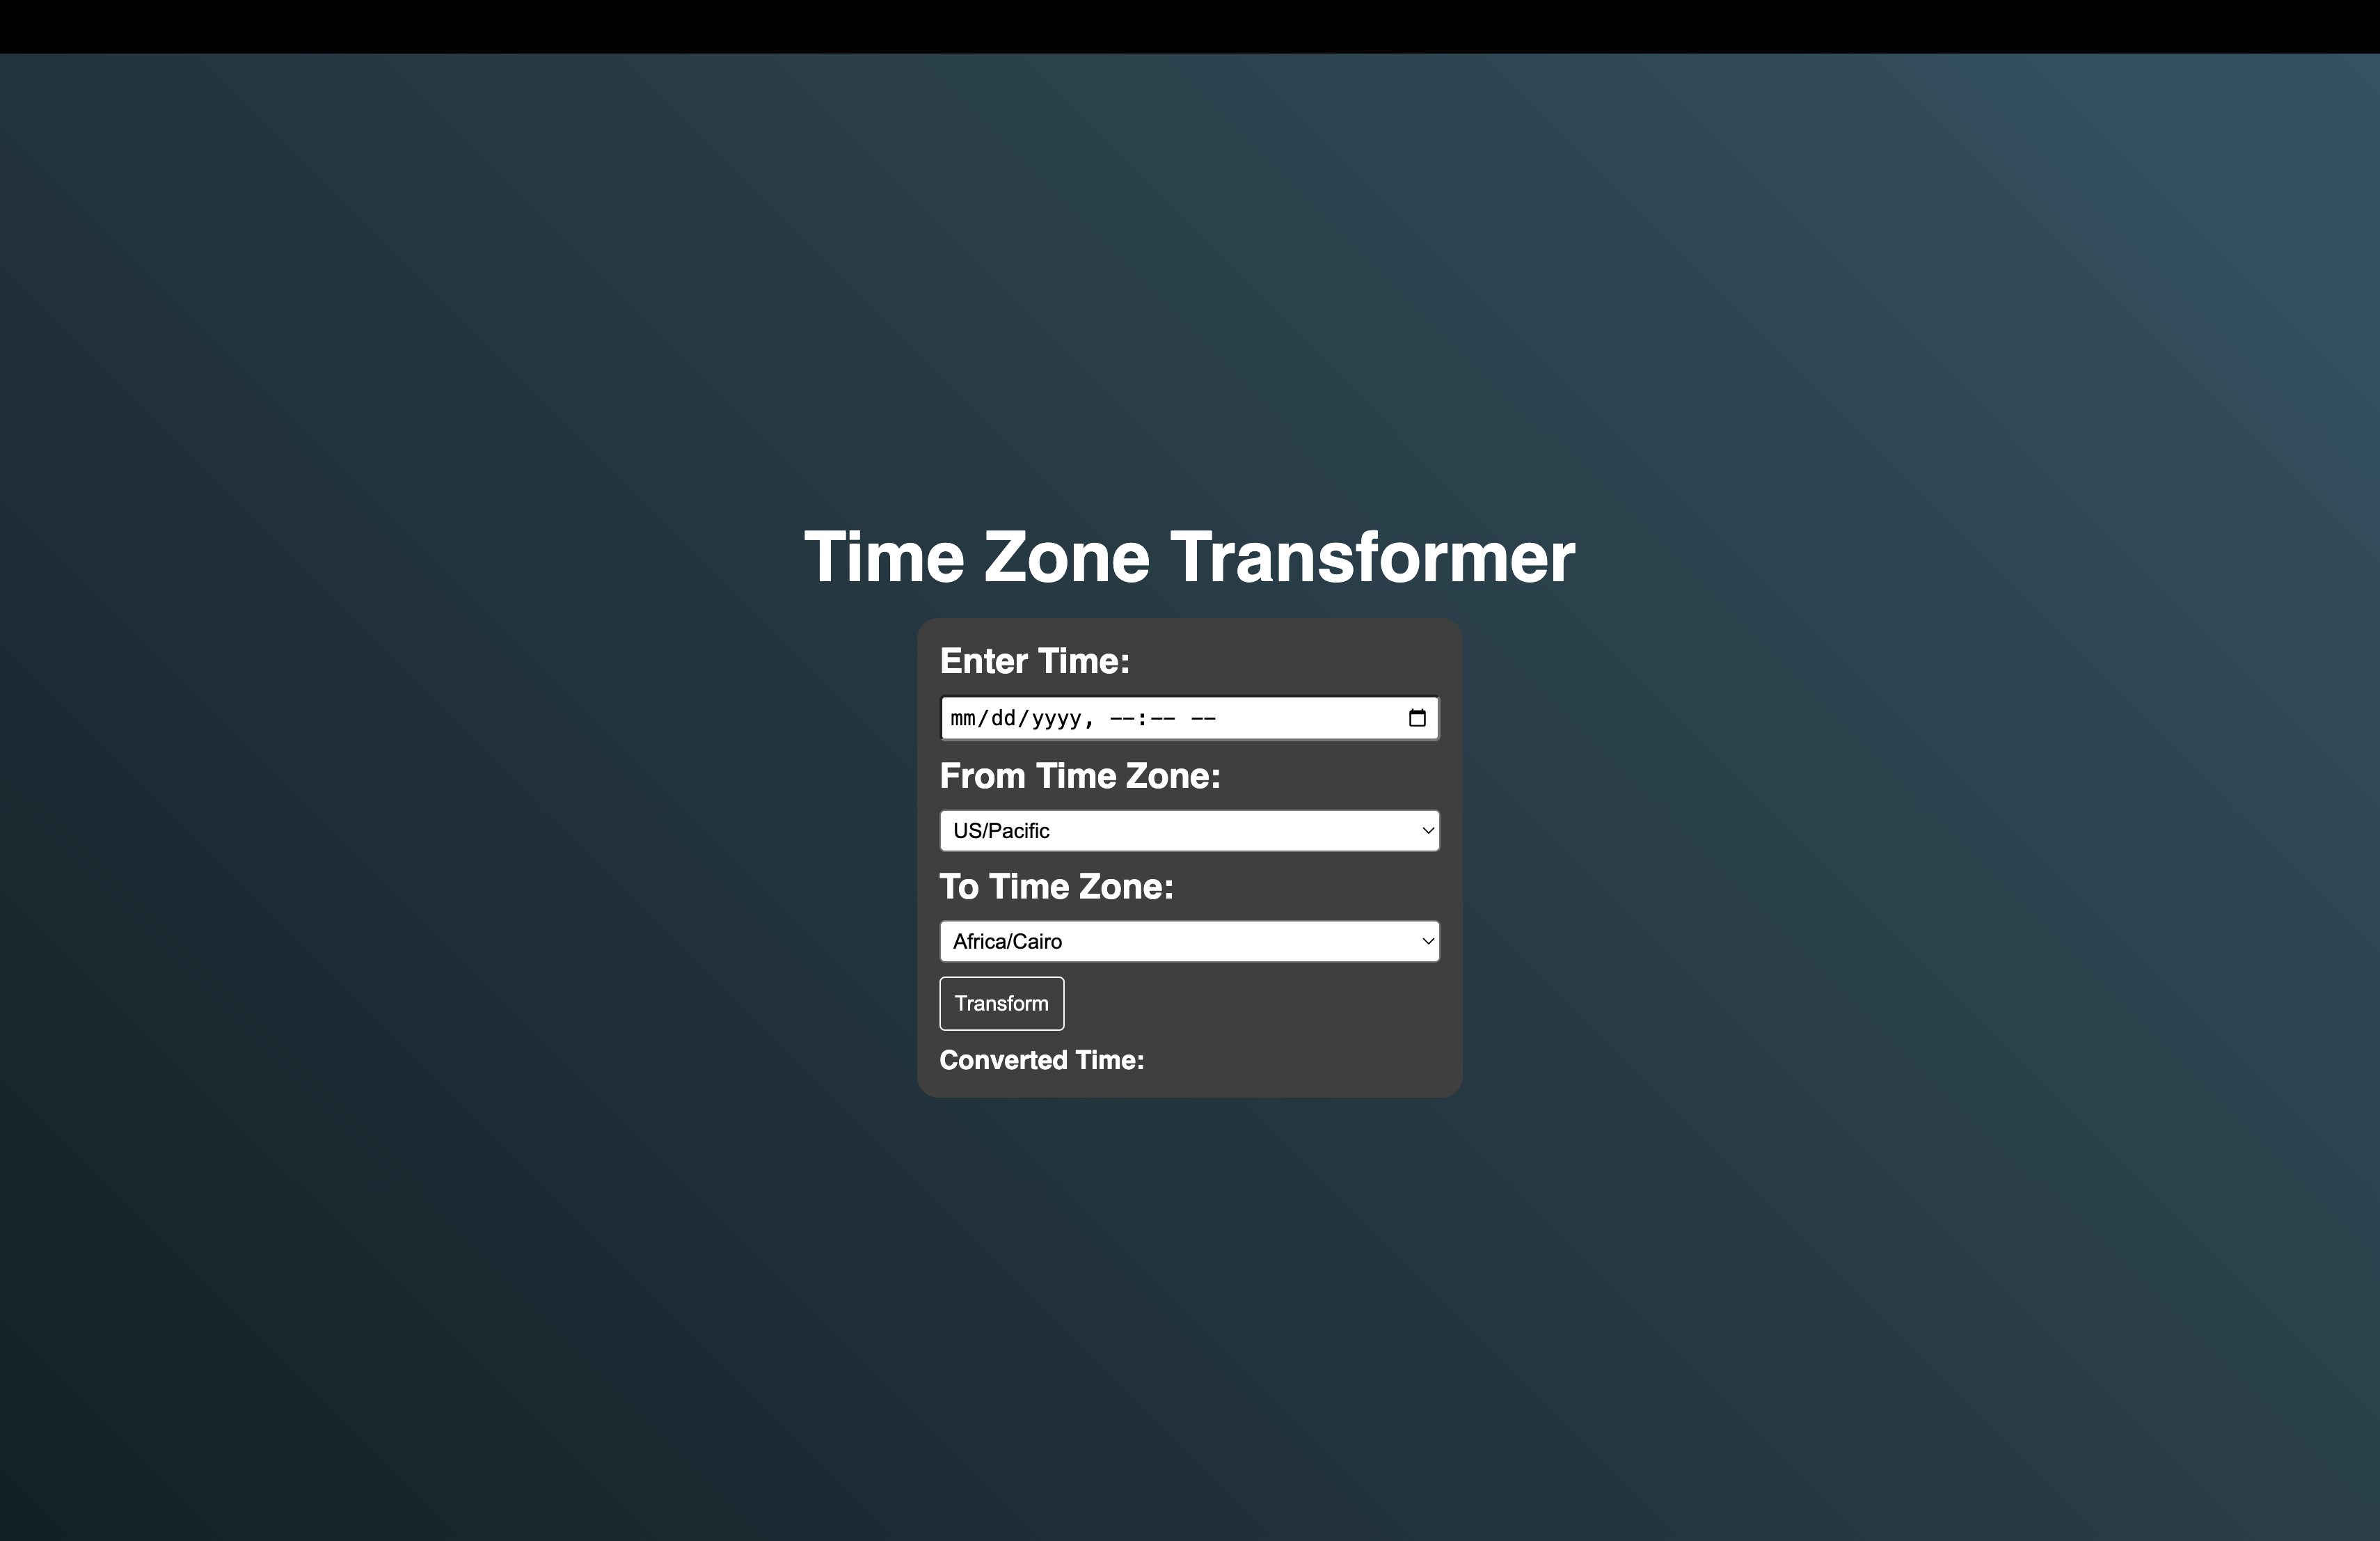 Time Zone Transformer
Enter Time:
mm/dd/yyyy, --:-- --
From Time Zone:
US/Pacific
To Time Zone:
Africa/Cairo
Transform
Converted Time: